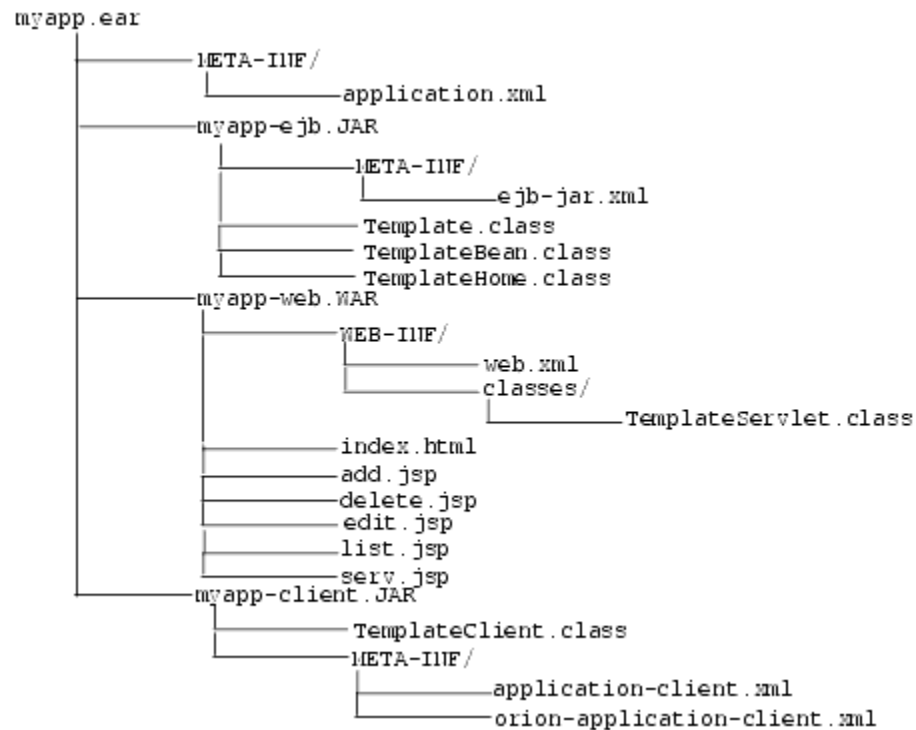 myapp.ear
META-INF/
application.xml
myapp-ejb.JAR
META-INF/
ejb-jar.xml
Template.class
TemplateBean.class
TemplateHome.class
myapp-web.WAR
WEB-INF/
web.xml
classes/
TemplateServlet.class
index.html
add.jsp
delete.jsp
edit.jsp
list.jsp
serv.jsp
myapp-client.JAR
TemplateClient.class
META-INF/
application-client.xml
orion-application-client.xml